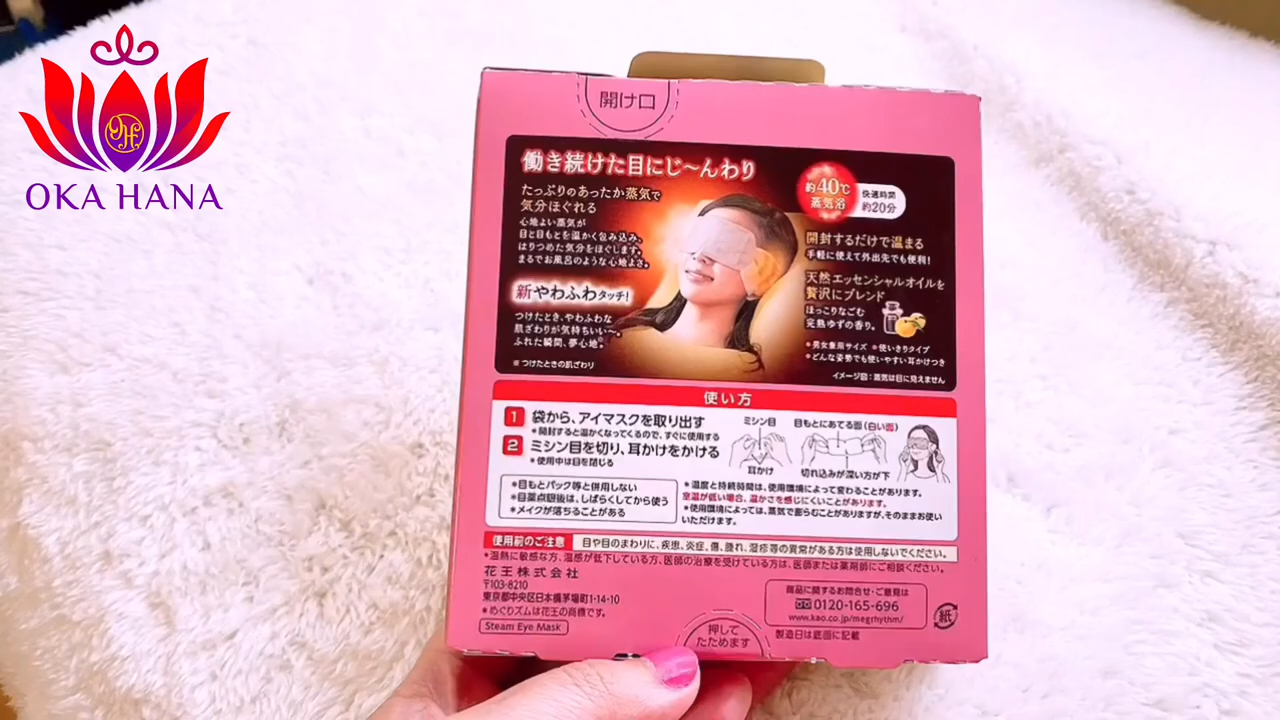 OKA HANA
開け口
働き続けた目にじ〜んわり
たっぷりのあったか蒸気で
気分ほぐれる
心地よい蒸気が
目と目もとを温かく包み込み、
はりつめた気分をほぐします。
まるでお風呂のような心地よさ。
新やわふわタッチ!
つけたとき、やわふわな
肌ざわりが気持ちいい〜。
ふれた瞬間、夢心地。※
※つけたときの肌ざわり
約40℃
蒸気浴
快適時間
約20分
開封するだけで温まる
手軽に使えて外出先でも便利!
天然エッセンシャルオイルを
贅沢にブレンド
ほっこりなごむ
完熟ゆずの香り。
●男女兼用サイズ ●使いきりタイプ
●どんな姿勢でも使いやすい耳かけつき
イメージ図:蒸気は目に見えません
使い方
1 袋から、アイマスクを取り出す
*開封すると温かくなってくるので、すぐに使用する
2 ミシン目を切り、耳かけをかける
*使用中は目を閉じる
ミシン目
耳かけ
目もとにあてる面(白い面)
切れ込みが深い方が下
*目もとパック等と併用しない
*目薬点眼後は、しばらくしてから使う
*メイクが落ちることがある
*温度と持続時間は、使用環境によって変わることがあります。
室温が低い場合、温かさを感じにくいことがあります。
*使用環境によっては、蒸気で膨らむことがありますが、そのままお使い
いただけます。
使用前のご注意 目や目のまわりに、疾患、炎症、傷、腫れ、湿疹等の異常がある方は使用しないでください。
*温熱に敏感な方、温感が低下している方、医師の治療を受けている方は、医師または薬剤師にご相談ください。
花王株式会社
〒103-8210
東京都中央区日本橋茅場町1-14-10
*めぐりズムは花王の商標です。
Steam Eye Mask
商品に関するお問合せ・ご意見は
0120-165-696
www.kao.co.jp/megrhythm/
紙
押して
たためます
製造日は底面に記載